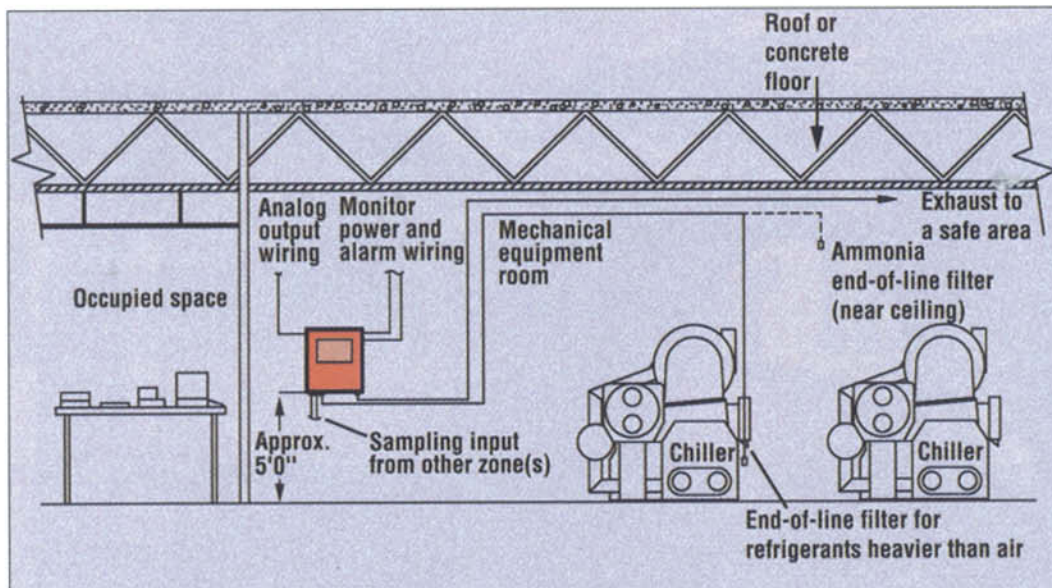 Roof or
concrete
floor
Analog
output
wiring
Monitor
power and
alarm wiring
Mechanical
equipment
room
Exhaust to
a safe area
Ammonia
end-of-line filter
(near ceiling)
Occupied space
Approx.
5'0"
Sampling input
from other zone(s)
Chiller
Chiller
End-of-line filter for
refrigerants heavier than air